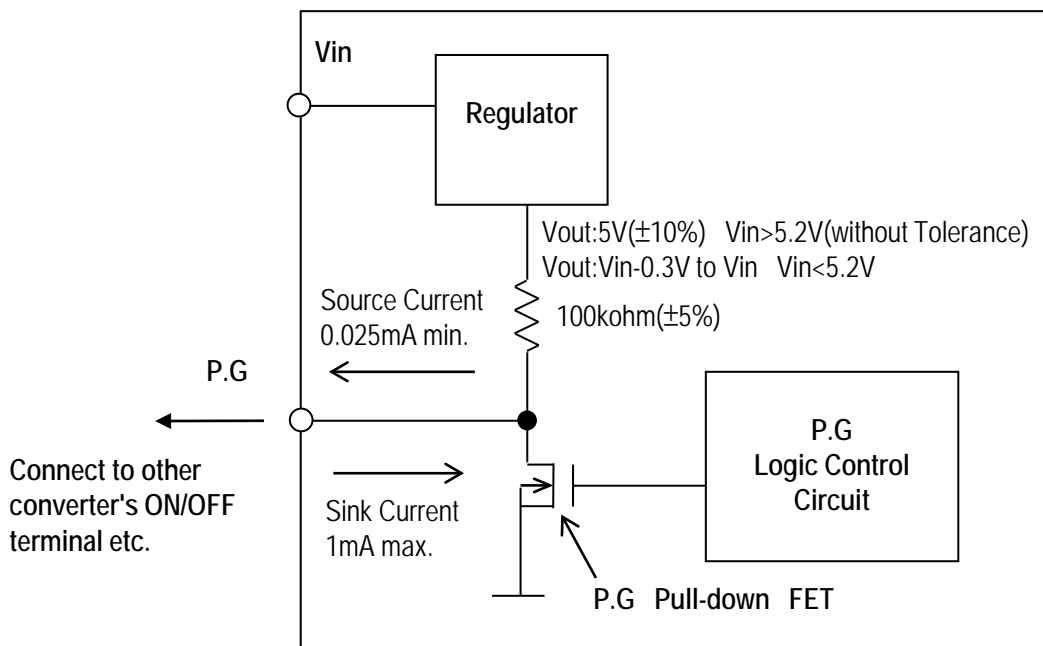 Vin
Regulator
Vout:5V(±10%) Vin>5.2V(without Tolerance)
Vout:Vin-0.3V to Vin Vin<5.2V
Source Current
0.025mA min.
100kohm(±5%)
P.G
P.G
Logic Control
Circuit
Connect to other
converter's ON/OFF
terminal etc.
Sink Current
1mA max.
P.G Pull-down FET